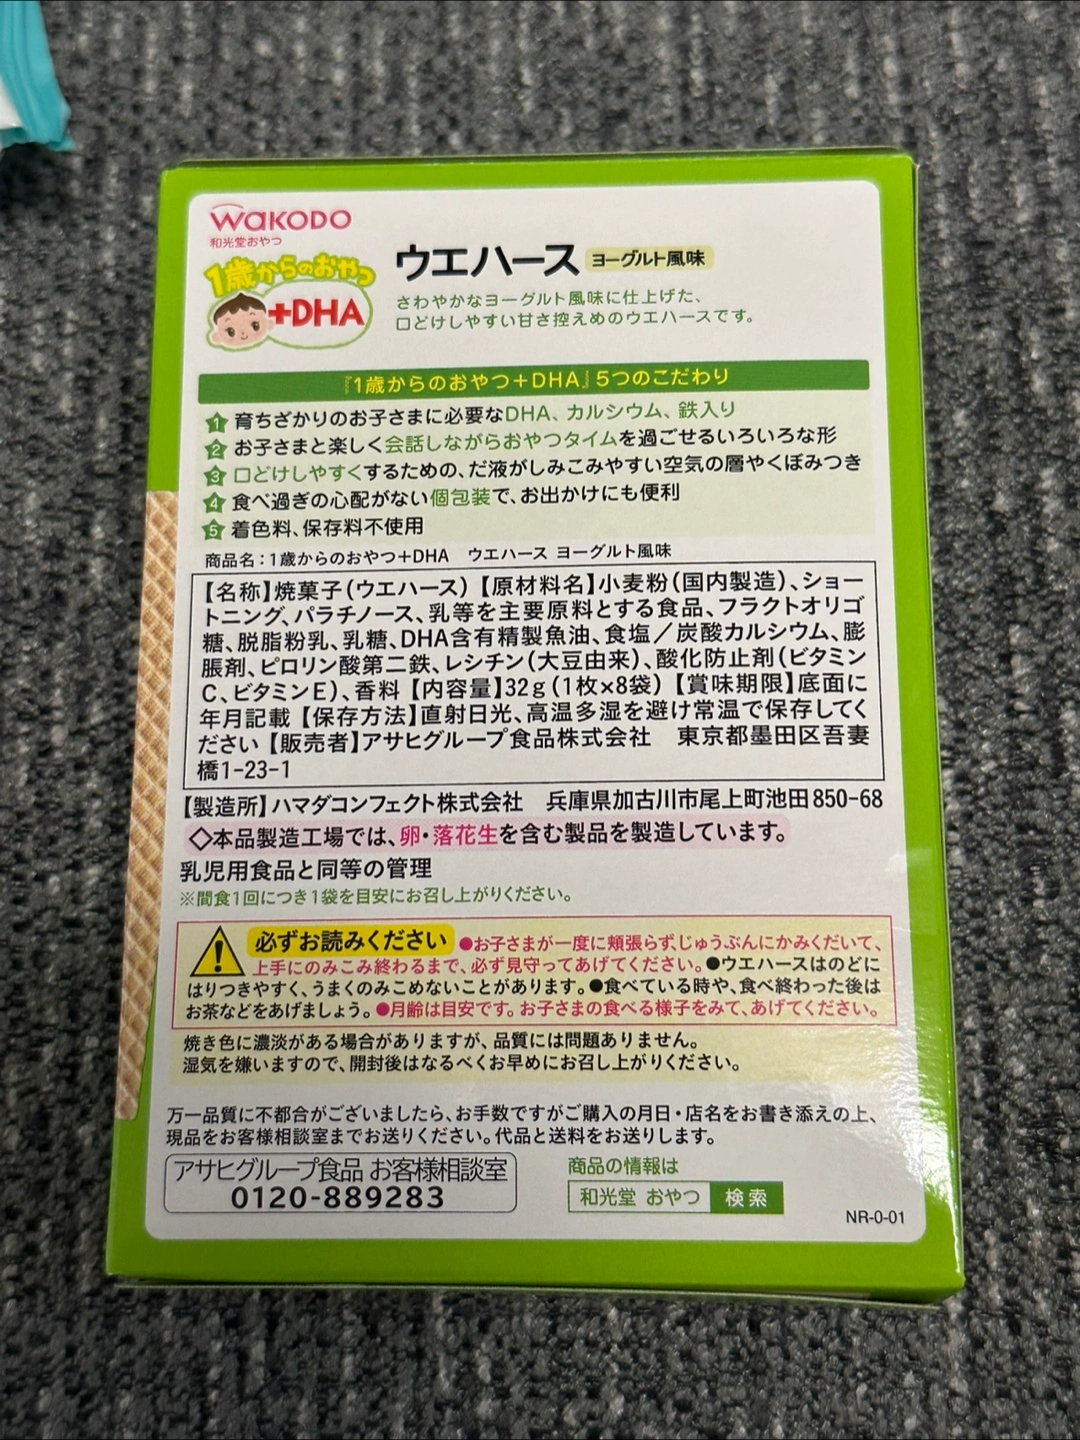 WAKODO
和光堂おやつ
1歳からのおやつ
+DHA
ウエハース ヨーグルト風味
さわやかなヨーグルト風味に仕上げた、
口どけしやすい甘さ控えめのウエハースです。
「1歳からのおやつ+DHA」5つのこだわり
1 育ちざかりのお子さまに必要なDHA、カルシウム、鉄入り
2 お子さまと楽しく会話しながらおやつタイムを過ごせるいろいろな形
3 口どけしやすくするための、だ液がしみこみやすい空気の層やくぼみつき
4 食べ過ぎの心配がない個包装で、お出かけにも便利
5 着色料、保存料不使用
商品名:1歳からのおやつ+DHA ウエハース ヨーグルト風味
【名称】焼菓子(ウエハース)【原材料名】小麦粉(国内製造)、ショー
トニング、パラチノース、乳等を主要原料とする食品、フラクトオリゴ
糖、脱脂粉乳、乳糖、DHA含有精製魚油、食塩/炭酸カルシウム、膨
脹剤、ピロリン酸第二鉄、レシチン(大豆由来)、酸化防止剤(ビタミン
C、ビタミンE)、香料【内容量】32g(1枚×8袋)【賞味期限】底面に
年月記載【保存方法】直射日光、高温多湿を避け常温で保存してく
ださい【販売者】アサヒグループ食品株式会社 東京都墨田区吾妻
橋1-23-1
【製造所】ハマダコンフェクト株式会社 兵庫県加古川市尾上町池田850-68
◇本品製造工場では、卵・落花生を含む製品を製造しています。
乳児用食品と同等の管理
※間食1回につき1袋を目安にお召し上がりください。
必ずお読みください ●お子さまが一度に頬張らず、じゅうぶんにかみくだいて、
上手にのみこみ終わるまで、必ず見守ってあげてください。●ウエハースはのどに
はりつきやすく、うまくのみこめないことがあります。●食べている時や、食べ終わった後は
お茶などをあげましょう。●月齢は目安です。お子さまの食べる様子をみて、あげてください。
焼き色に濃淡がある場合がありますが、品質には問題ありません。
湿気を嫌いますので、開封後はなるべくお早めにお召し上がりください。
万一品質に不都合がございましたら、お手数ですがご購入の月日・店名をお書き添えの上、
現品をお客様相談室までお送りください。代品と送料をお送りします。
アサヒグループ食品 お客様相談室
0120-889283
商品の情報は
和光堂 おやつ 検索
NR-0-01